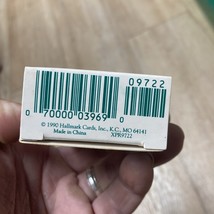 09722
0 70000 03969 0
© 1990 Hallmark Cards, Inc., K.C., MO 64141
Made in China XPR9722